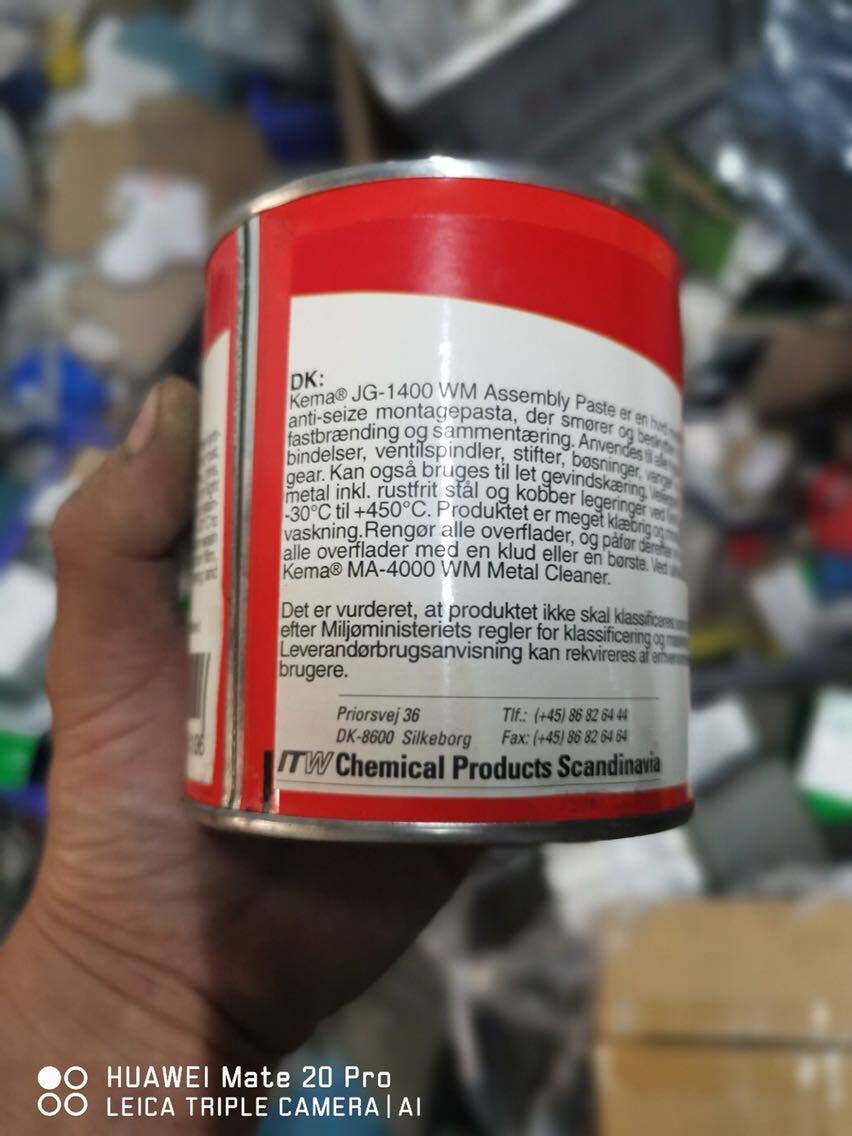 DK:
Kema® JG-1400 WM Assembly Paste er en hvid
anti-seize montagepasta, der smører og
fastbrænding og sammentæring. Anvendes til alle
bindelser, ventilspindler, stifter, bøsninger,
gear. Kan også bruges til let gevindskæring.
metal inkl. rustfrit stål og kobber legeringer ved
-30°C til +450°C. Produktet er meget klæbrig og
vaskning.Rengør alle overflader, og påfør derefter
alle overflader med en klud eller en børste. Ved
Kema® MA-4000 WM Metal Cleaner.
Det er vurderet, at produktet ikke skal klassificeres
efter Miljøministeriets regler for klassificering og
Leverandørbrugsanvisning kan rekvireres af
brugere.
Priorsvej 36 Tlf.: (+45) 86 82 64 44
DK-8600 Silkeborg Fax: (+45) 86 82 64 64
ITW Chemical Products Scandinavia
HUAWEI Mate 20 Pro
LEICA TRIPLE CAMERA | AI